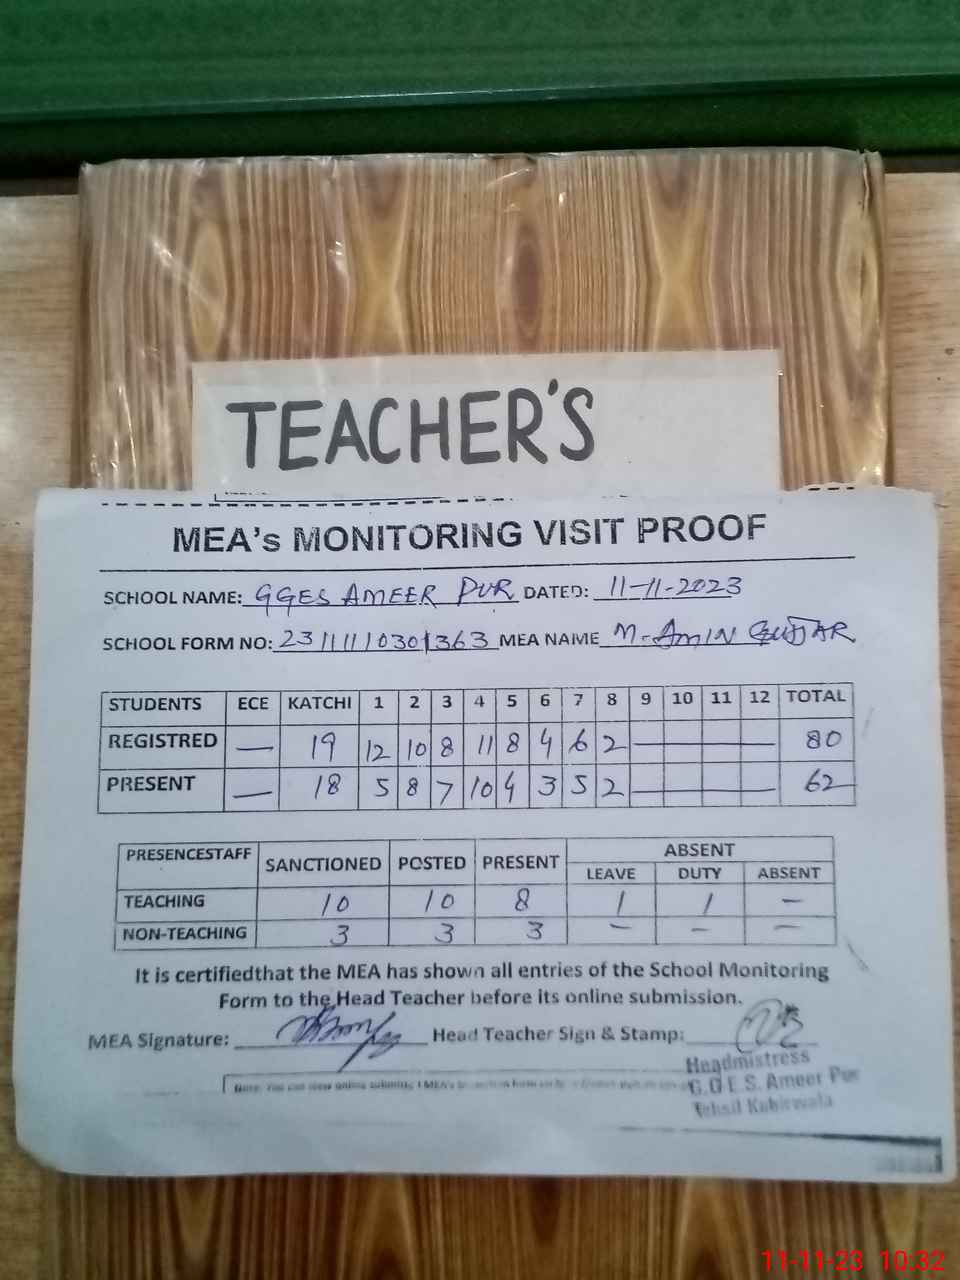 TEACHER'S
MEA's MONITORING VISIT PROOF
SCHOOL NAME: GGES AMEER PUR DATED: 11-11-2023
SCHOOL FORM NO: 2311110301363 MEA NAME M. AMIN GUJJAR
STUDENTS ECE KATCHI 1 2 3 4 5 6 7 8 9 10 11 12 TOTAL
REGISTRED — 19 12 10 8 11 8 4 6 2 — 80
PRESENT — 18 5 8 7 10 4 3 5 2 — 62
PRESENCESTAFF SANCTIONED POSTED PRESENT ABSENT
LEAVE DUTY ABSENT
TEACHING 10 10 8 1 1 —
NON-TEACHING 3 3 3 — — —
It is certifiedthat the MEA has shown all entries of the School Monitoring
Form to the Head Teacher before its online submission.
MEA Signature: Head Teacher Sign & Stamp:
Headmistress
G.G.E.S. Ameer Pur
Tehsil Kabirwala
11-11-23 10:32